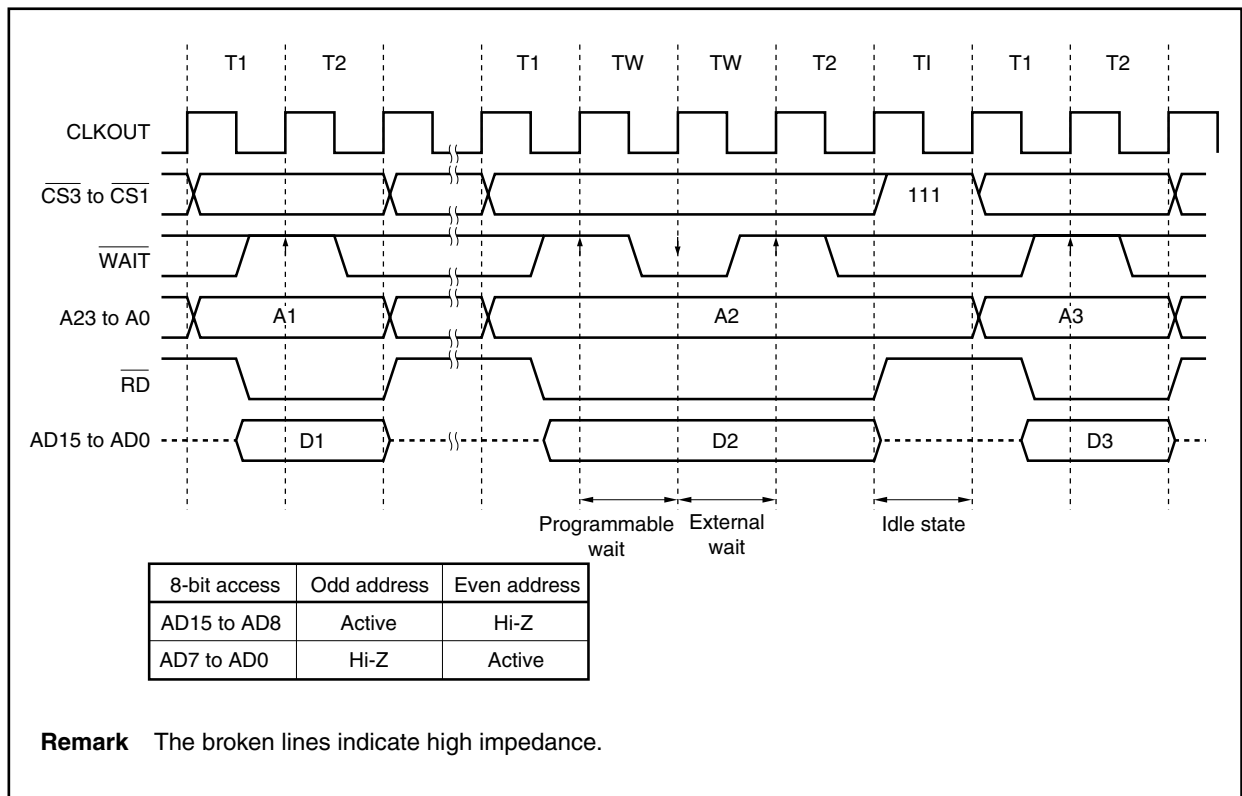 T1 T2 T1 TW TW T2 TI T1 T2
CLKOUT
CS3 to CS1 111
WAIT
A23 to A0 A1 A2 A3
RD
AD15 to AD0 D1 D2 D3
Programmable wait External wait Idle state
8-bit access Odd address Even address
AD15 to AD8 Active Hi-Z
AD7 to AD0 Hi-Z Active
Remark The broken lines indicate high impedance.